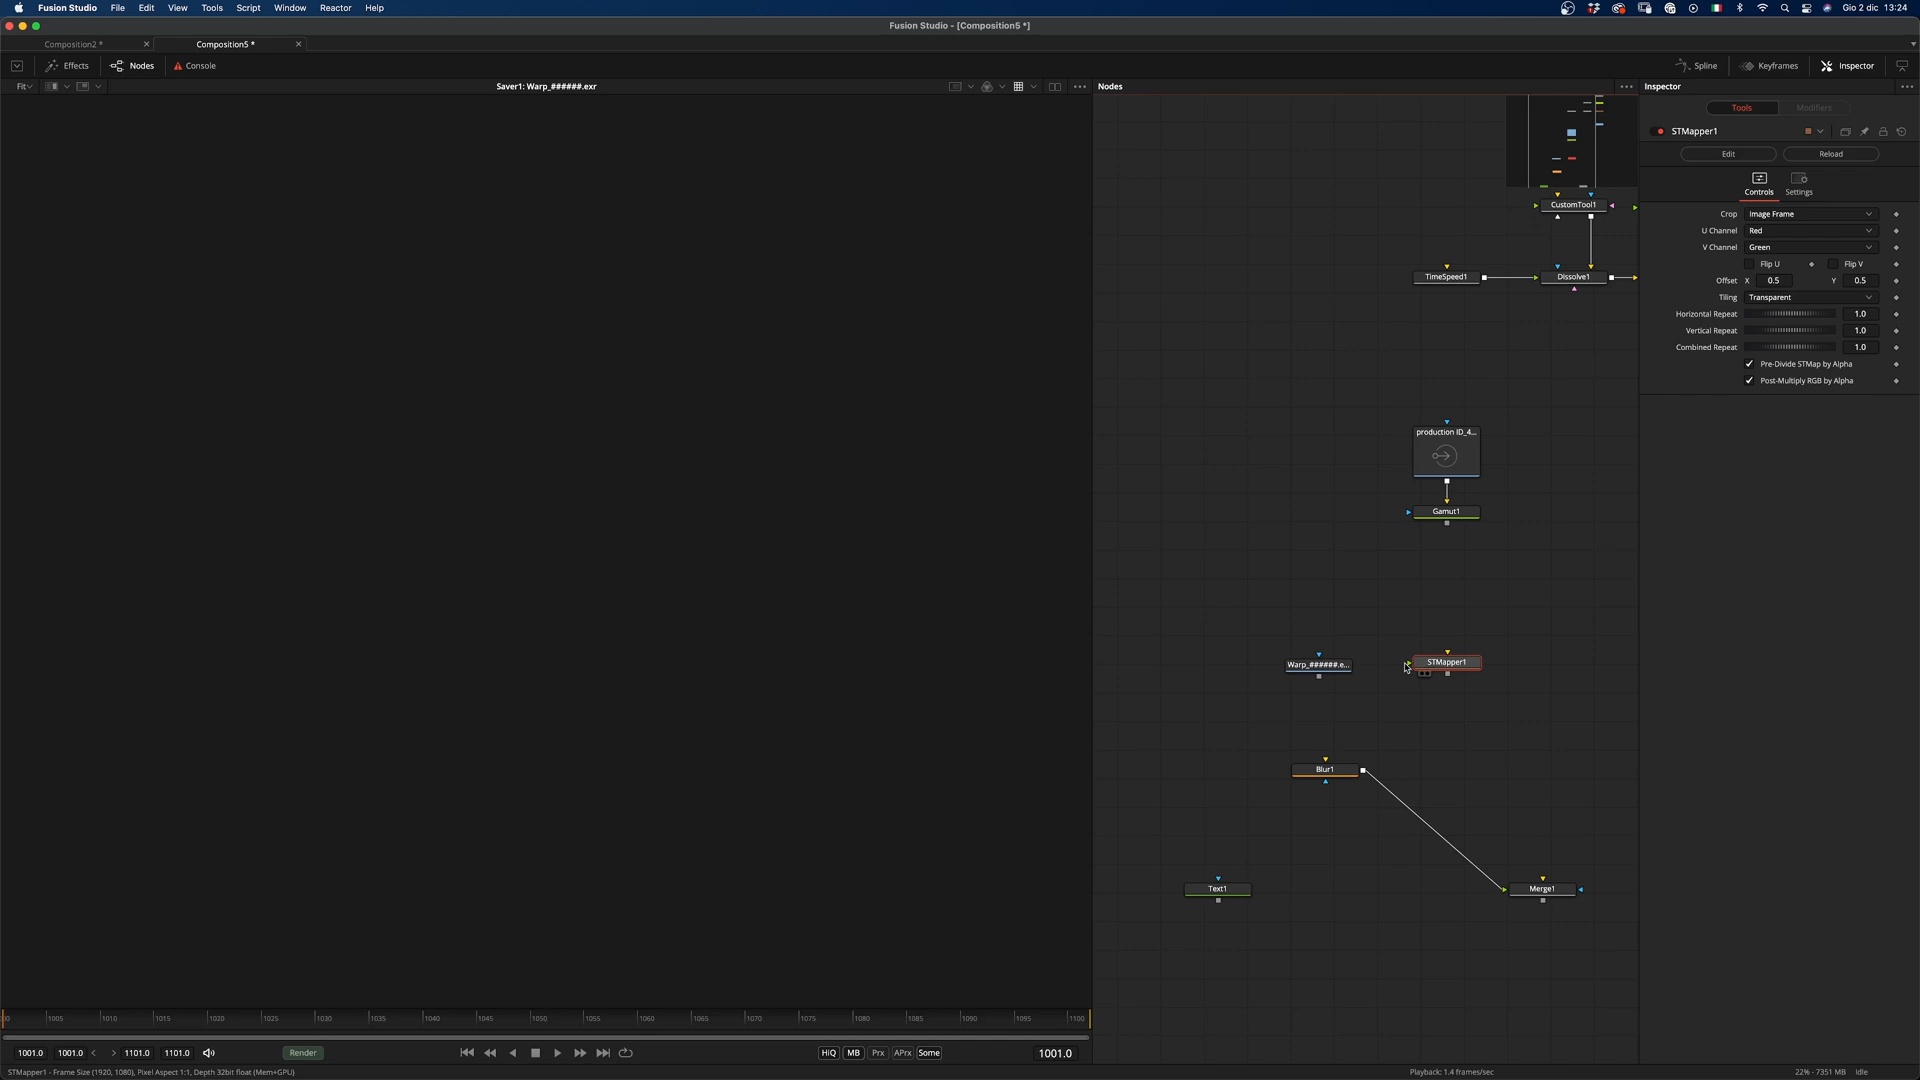 Fusion Studio File Edit View Tools Script Window Reactor Help Gio 2 dic 13:24
Fusion Studio - [Composition5 *]
Composition2 * Composition5 *
Effects Nodes Console Spline Keyframes Inspector
Fit Saver1: Warp_######.exr Nodes Inspector
Tools Modifiers
STMapper1
Edit Reload
Controls Settings
Crop Image Frame
U Channel Red
V Channel Green
Flip U Flip V
Offset X 0.5 Y 0.5
Tiling Transparent
Horizontal Repeat 1.0
Vertical Repeat 1.0
Combined Repeat 1.0
Pre-Divide STMap by Alpha
Post-Multiply RGB by Alpha
CustomTool1
TimeSpeed1 Dissolve1
production ID_4...
Gamut1
Warp_######.e... STMapper1
Blur1
Text1 Merge1
1005 1010 1015 1020 1025 1030 1035 1040 1045 1050 1055 1060 1065 1070 1075 1080 1085 1090 1095 1100
1001.0 1001.0 1101.0 1101.0 Render HiQ MB Prx APrx Some 1001.0
STMapper1 - Frame Size (1920, 1080), Pixel Aspect 1:1, Depth 32bit float (Mem+GPU) Playback: 1.4 frames/sec 22% - 7351 MB Idle